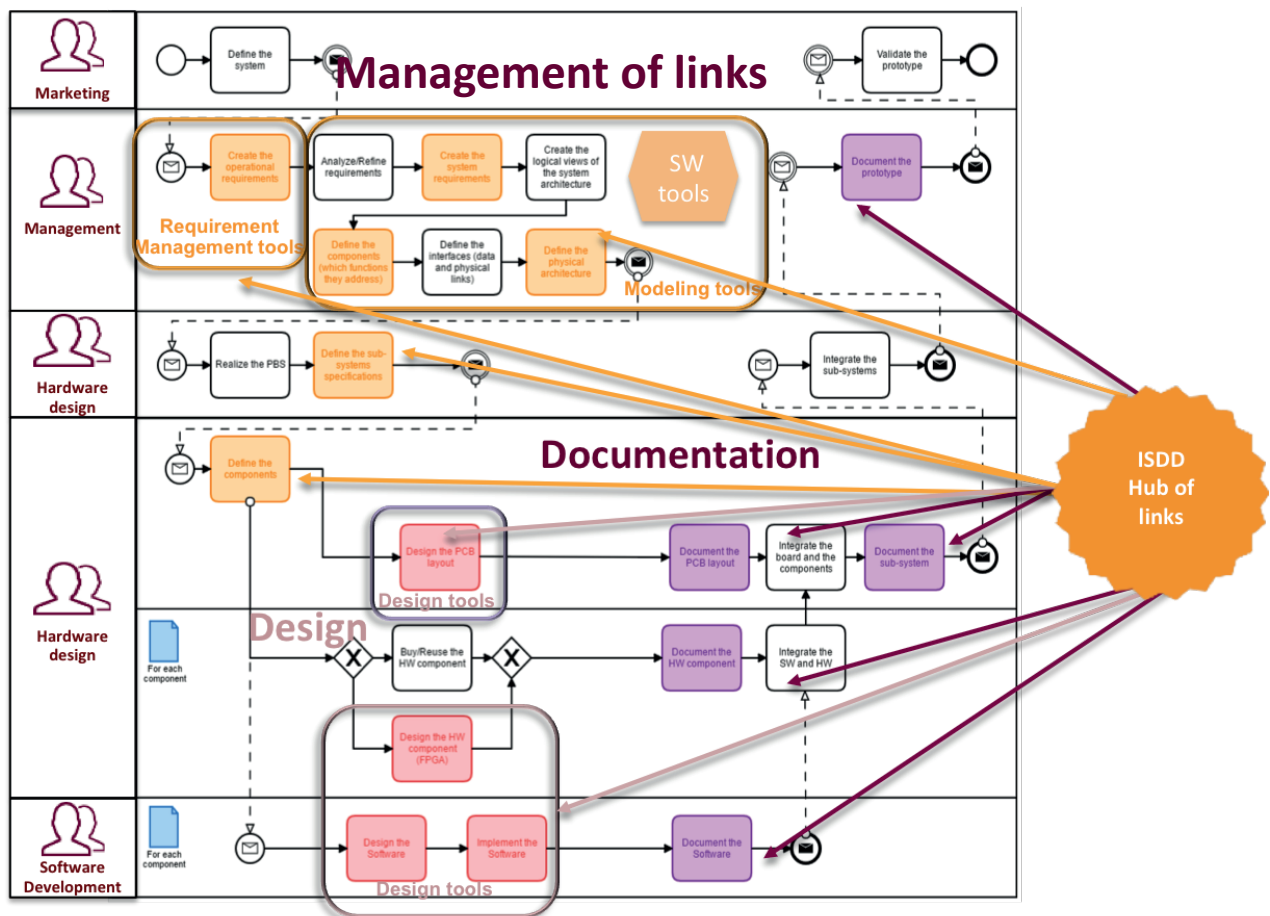 Marketing
Define the
system
Management of links
Validate the
prototype
Management
Create the
operational
requirements
Analyze/Refine
requirements
Create the
system
requirements
Create the
logical views of
the system
architecture
SW
tools
Document the
prototype
Requirement
Management tools
Define the
components
(which functions
they address)
Define the
interfaces (data
and physical
links)
Define the
physical
architecture
Modeling tools
Hardware
design
Realize the PBS
Define the sub-
systems
specifications
Integrate the
sub-systems
Define the
components
Documentation
ISDD
Hub of
links
Design the PCB
layout
Design tools
Document the
PCB layout
Integrate the
board and the
components
Document the
sub-system
Hardware
design
For each
component
Design
X
Buy/Reuse the
HW component
X
Document the
HW component
Integrate the
SW and HW
Design the HW
component
(FPGA)
Software
Development
For each
component
Design the
Software
Implement the
Software
Design tools
Document the
Software